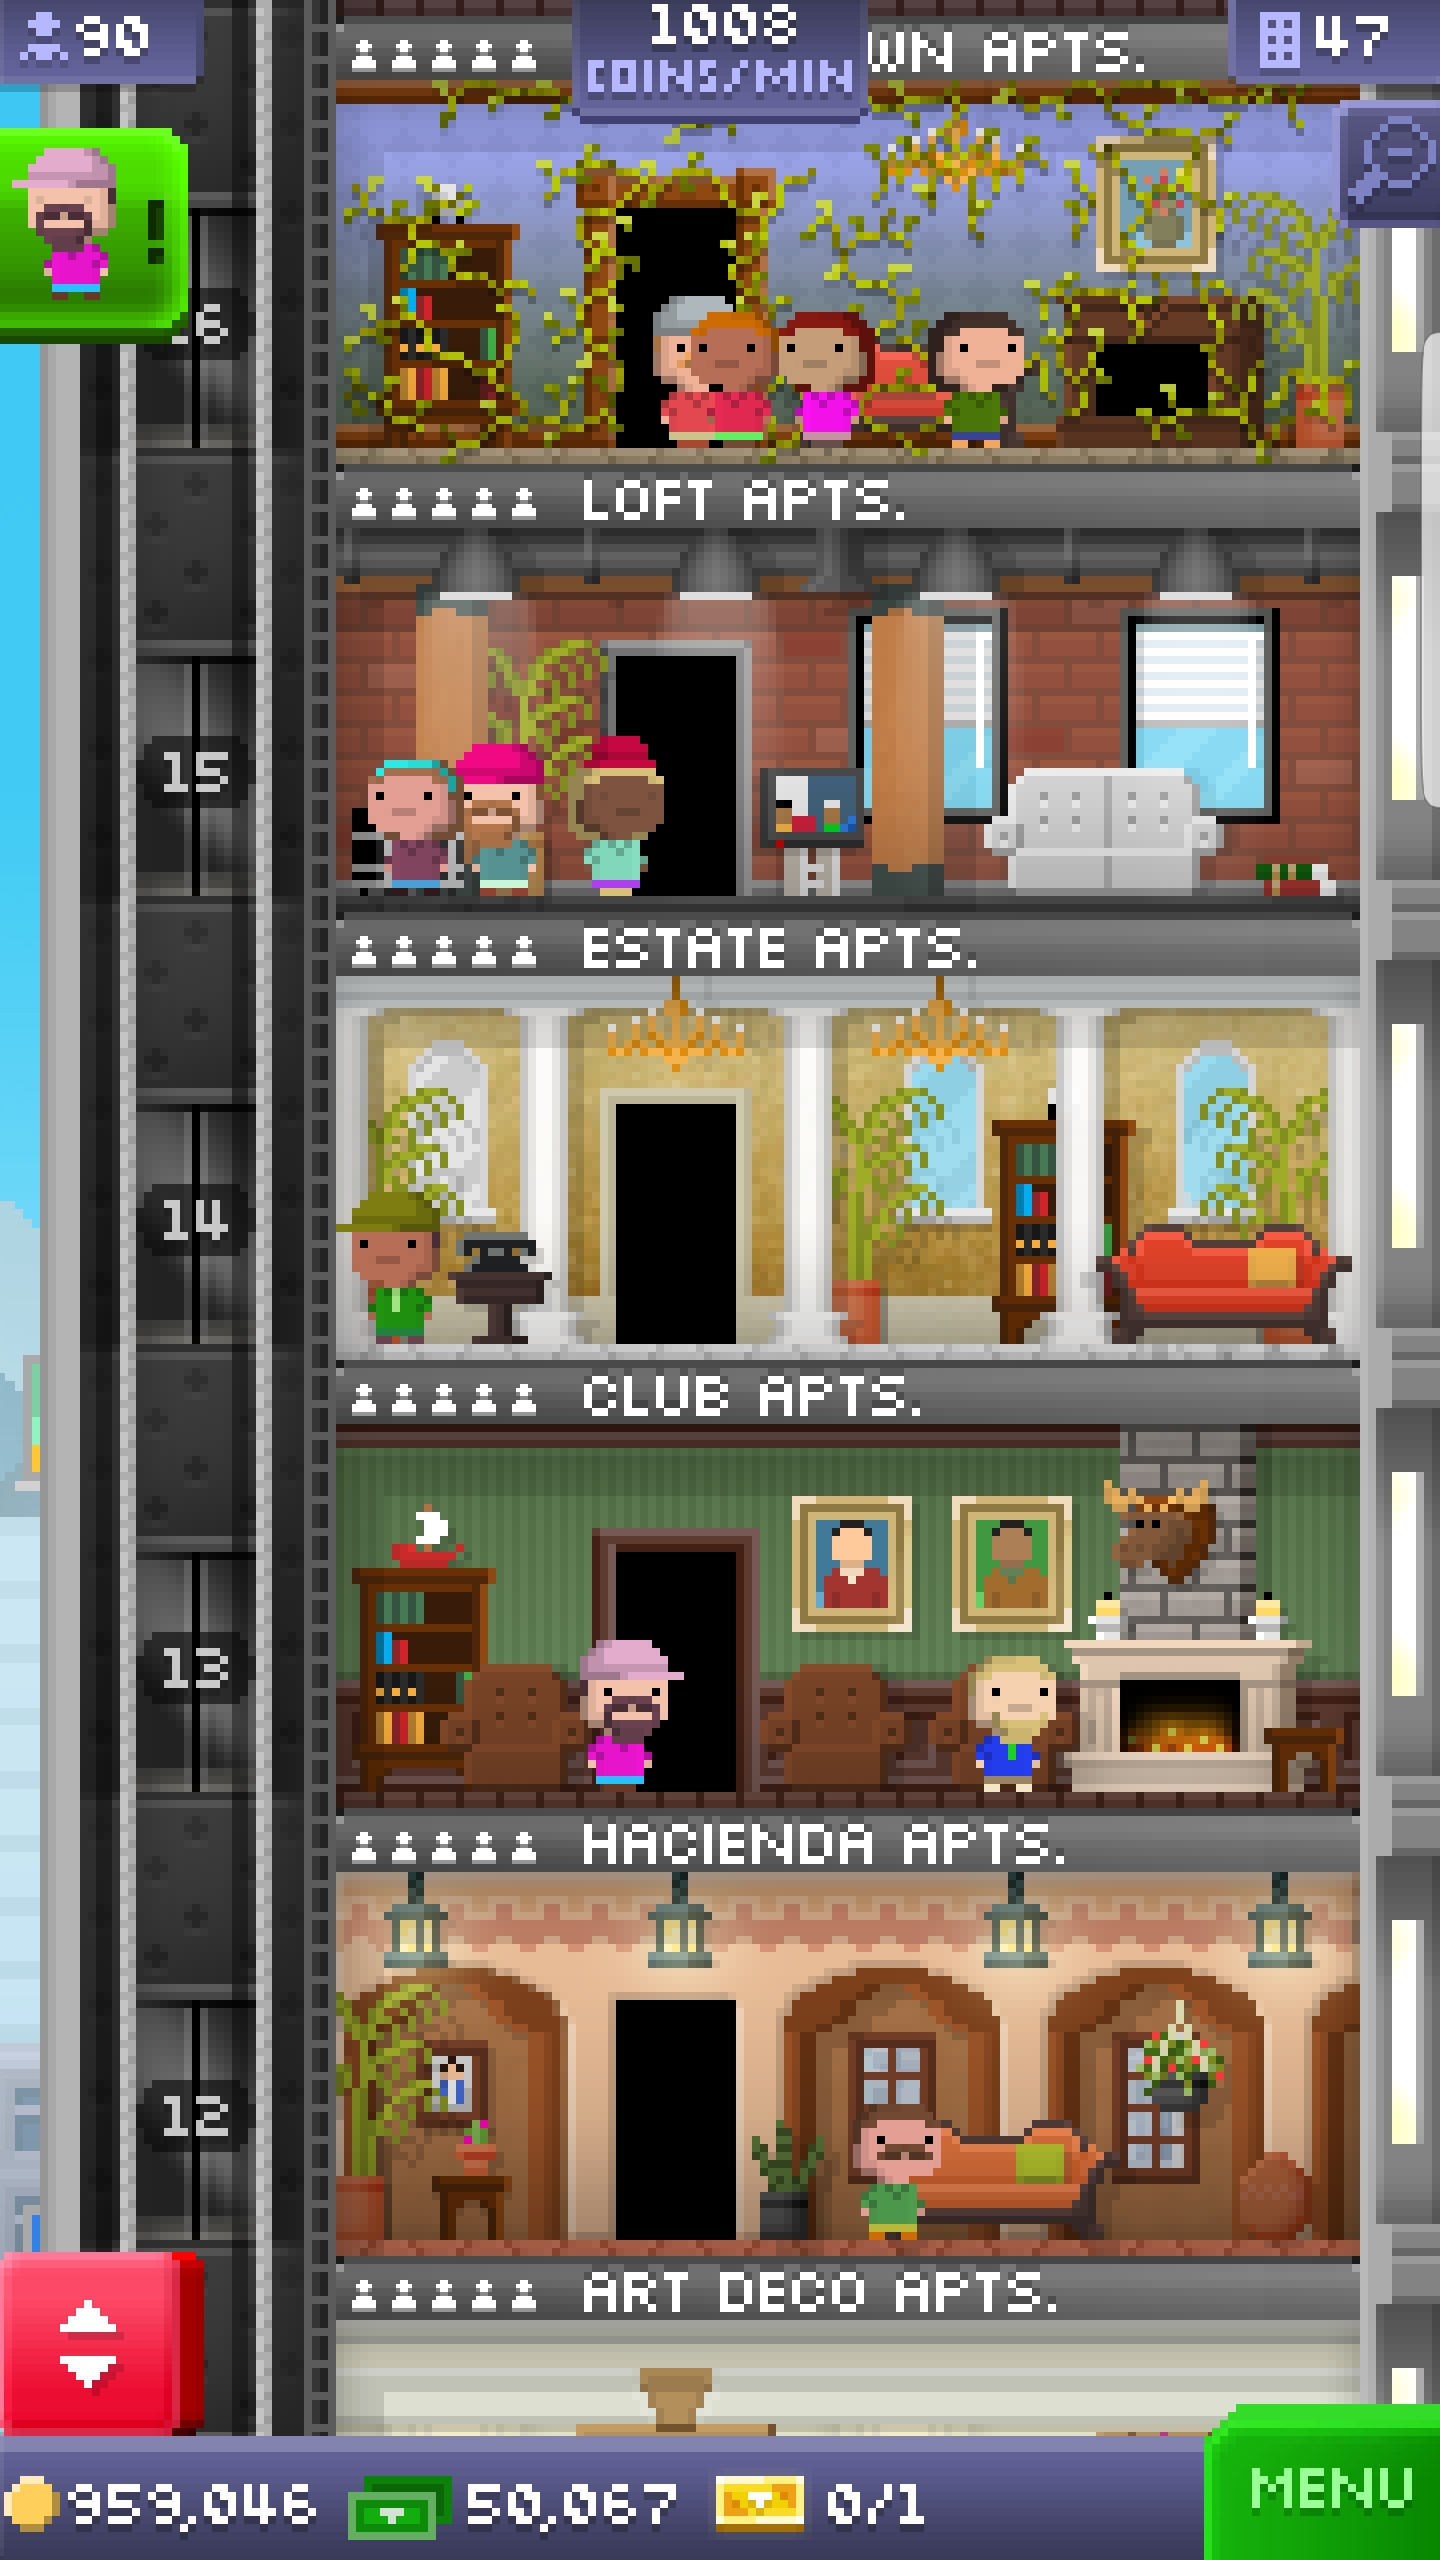 90
1008
COINS/MIN
WN APTS.
47
!
16
LOFT APTS.
15
ESTATE APTS.
14
CLUB APTS.
13
HACIENDA APTS.
12
ART DECO APTS.
959,046
50,067
0/1
MENU